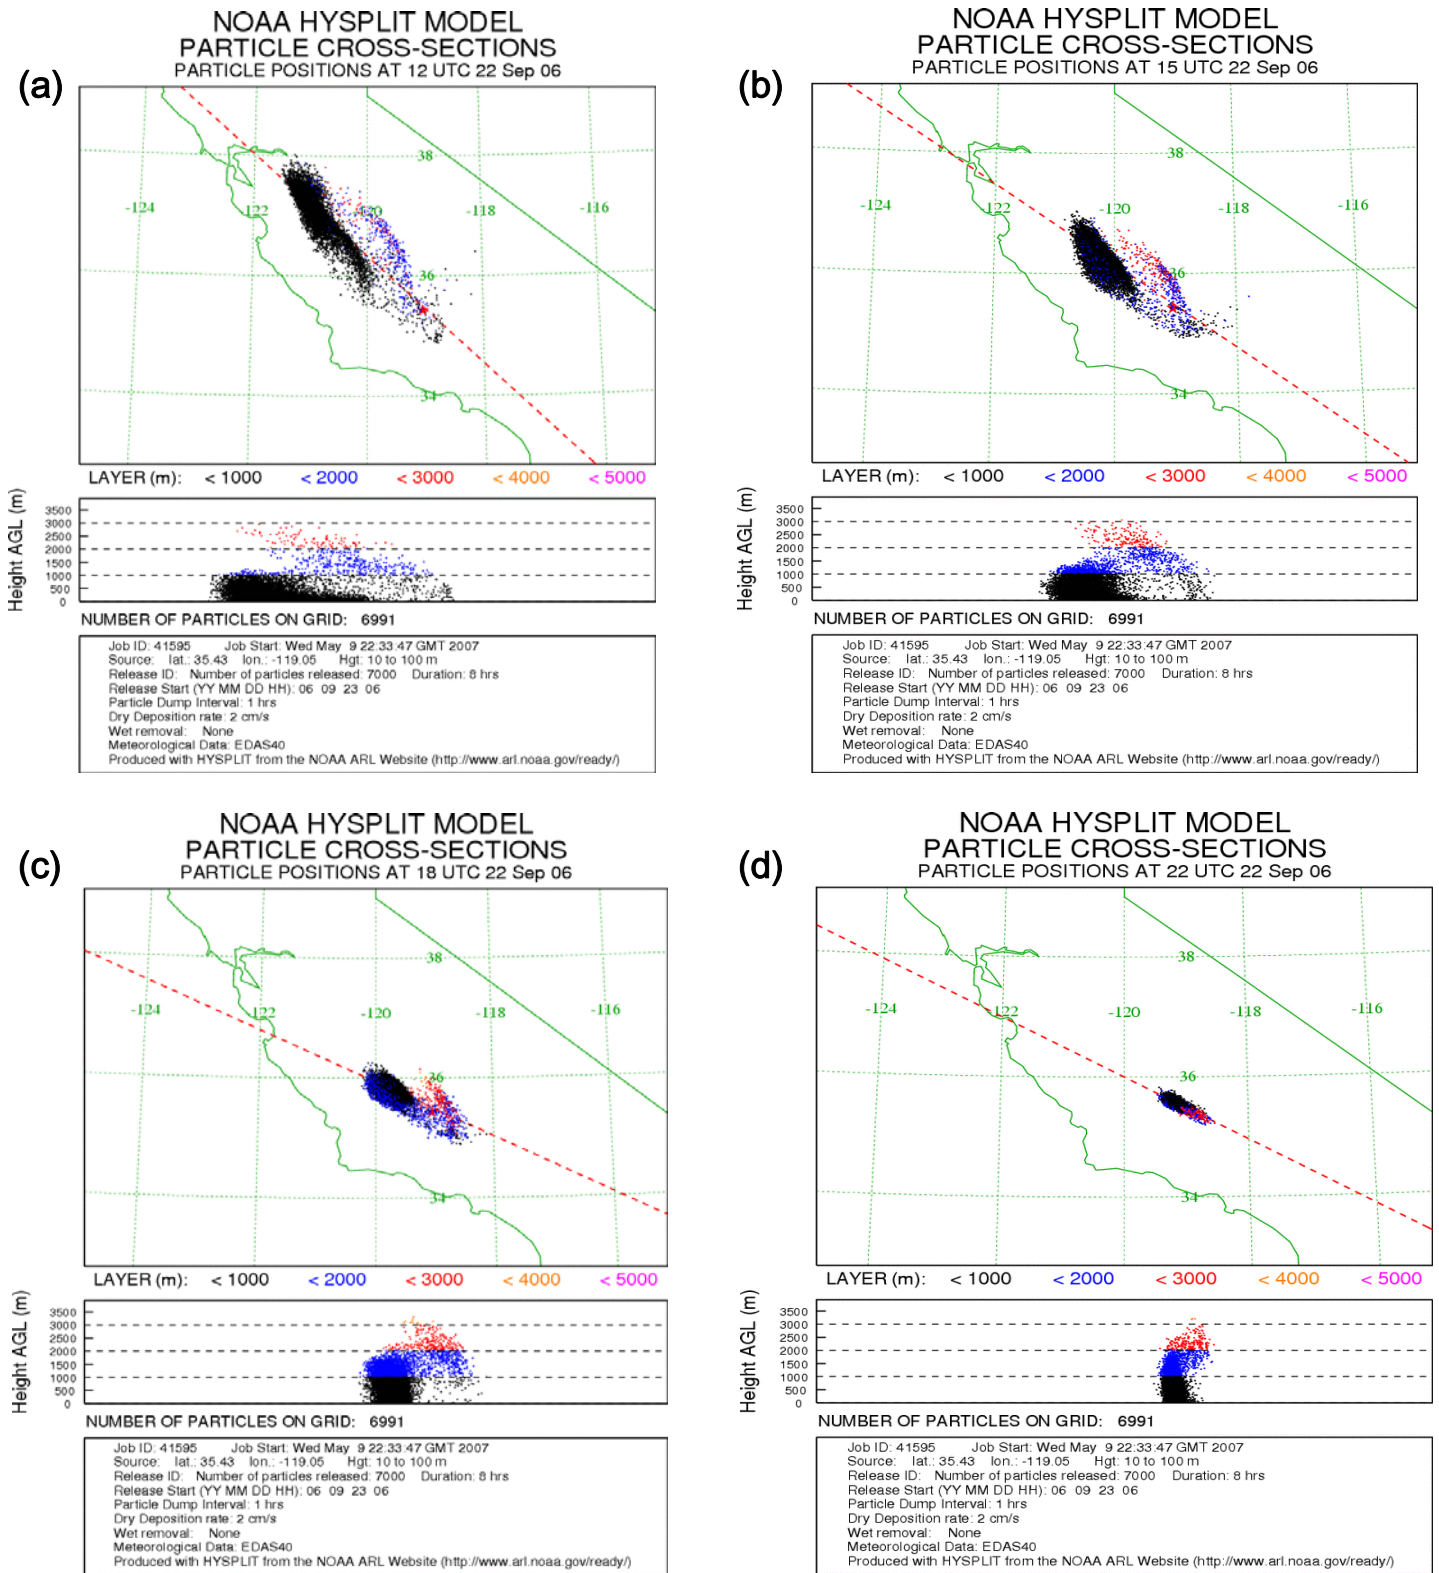 (a)
NOAA HYSPLIT MODEL
PARTICLE CROSS-SECTIONS
PARTICLE POSITIONS AT 12 UTC 22 Sep 06
38
-124
-122
-120
-118
-116
36
34
LAYER (m): < 1000 < 2000 < 3000 < 4000 < 5000
Height AGL (m)
3500
3000
2500
2000
1500
1000
500
0
NUMBER OF PARTICLES ON GRID: 6991
Job ID: 41595 Job Start: Wed May 9 22:33:47 GMT 2007
Source: lat.: 35.43 lon.: -119.05 Hgt: 10 to 100 m
Release ID: Number of particles released: 7000 Duration: 8 hrs
Release Start (YY MM DD HH): 06 09 23 06
Particle Dump Interval: 1 hrs
Dry Deposition rate: 2 cm/s
Wet removal: None
Meteorological Data: EDAS40
Produced with HYSPLIT from the NOAA ARL Website (http://www.arl.noaa.gov/ready/)
(b)
NOAA HYSPLIT MODEL
PARTICLE CROSS-SECTIONS
PARTICLE POSITIONS AT 15 UTC 22 Sep 06
38
-124
-122
-120
-118
-116
36
34
LAYER (m): < 1000 < 2000 < 3000 < 4000 < 5000
Height AGL (m)
3500
3000
2500
2000
1500
1000
500
0
NUMBER OF PARTICLES ON GRID: 6991
Job ID: 41595 Job Start: Wed May 9 22:33:47 GMT 2007
Source: lat.: 35.43 lon.: -119.05 Hgt: 10 to 100 m
Release ID: Number of particles released: 7000 Duration: 8 hrs
Release Start (YY MM DD HH): 06 09 23 06
Particle Dump Interval: 1 hrs
Dry Deposition rate: 2 cm/s
Wet removal: None
Meteorological Data: EDAS40
Produced with HYSPLIT from the NOAA ARL Website (http://www.arl.noaa.gov/ready/)
(c)
NOAA HYSPLIT MODEL
PARTICLE CROSS-SECTIONS
PARTICLE POSITIONS AT 18 UTC 22 Sep 06
38
-124
-122
-120
-118
-116
36
34
LAYER (m): < 1000 < 2000 < 3000 < 4000 < 5000
Height AGL (m)
3500
3000
2500
2000
1500
1000
500
0
NUMBER OF PARTICLES ON GRID: 6991
Job ID: 41595 Job Start: Wed May 9 22:33:47 GMT 2007
Source: lat.: 35.43 lon.: -119.05 Hgt: 10 to 100 m
Release ID: Number of particles released: 7000 Duration: 8 hrs
Release Start (YY MM DD HH): 06 09 23 06
Particle Dump Interval: 1 hrs
Dry Deposition rate: 2 cm/s
Wet removal: None
Meteorological Data: EDAS40
Produced with HYSPLIT from the NOAA ARL Website (http://www.arl.noaa.gov/ready/)
(d)
NOAA HYSPLIT MODEL
PARTICLE CROSS-SECTIONS
PARTICLE POSITIONS AT 22 UTC 22 Sep 06
38
-124
-122
-120
-118
-116
36
34
LAYER (m): < 1000 < 2000 < 3000 < 4000 < 5000
Height AGL (m)
3500
3000
2500
2000
1500
1000
500
0
NUMBER OF PARTICLES ON GRID: 6991
Job ID: 41595 Job Start: Wed May 9 22:33:47 GMT 2007
Source: lat.: 35.43 lon.: -119.05 Hgt: 10 to 100 m
Release ID: Number of particles released: 7000 Duration: 8 hrs
Release Start (YY MM DD HH): 06 09 23 06
Particle Dump Interval: 1 hrs
Dry Deposition rate: 2 cm/s
Wet removal: None
Meteorological Data: EDAS40
Produced with HYSPLIT from the NOAA ARL Website (http://www.arl.noaa.gov/ready/)